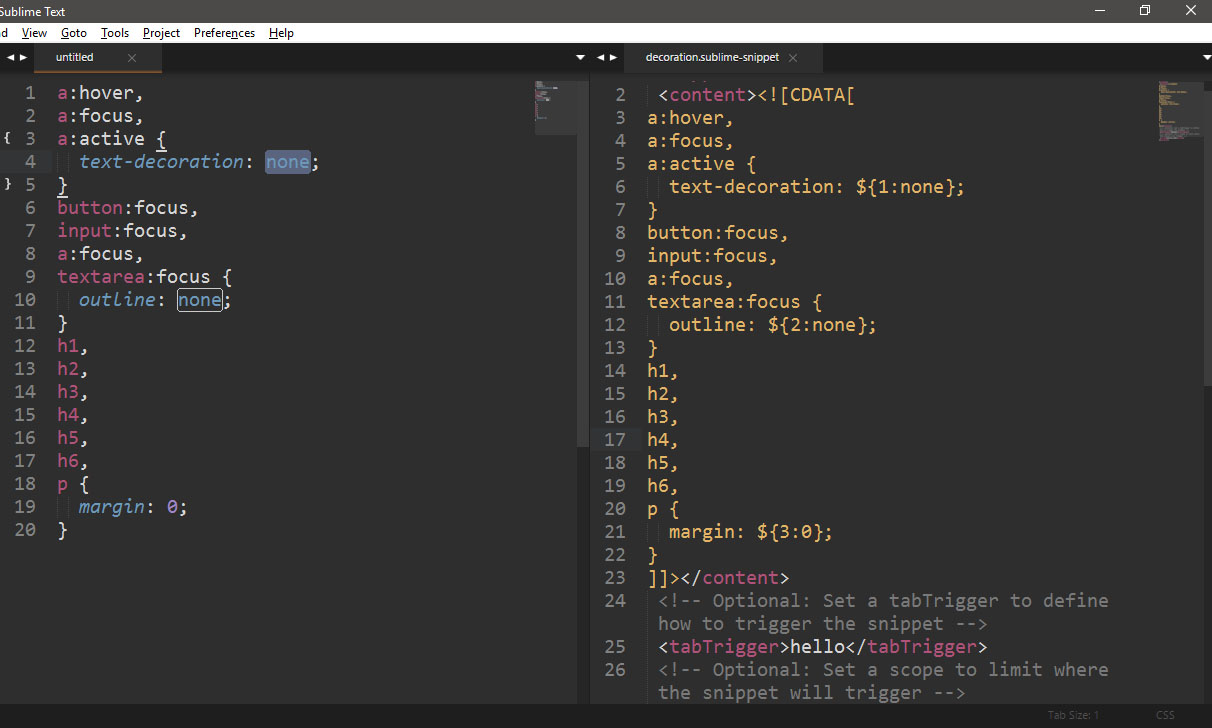 Sublime Text
d View Goto Tools Project Preferences Help
untitled
1 a:hover,
2 a:focus,
{ 3 a:active {
4 text-decoration: none;
} 5 }
6 button:focus,
7 input:focus,
8 a:focus,
9 textarea:focus {
10 outline: none;
11 }
12 h1,
13 h2,
14 h3,
15 h4,
16 h5,
17 h6,
18 p {
19 margin: 0;
20 }
decoration.sublime-snippet
2 <content><![CDATA[
3 a:hover,
4 a:focus,
5 a:active {
6 text-decoration: ${1:none};
7 }
8 button:focus,
9 input:focus,
10 a:focus,
11 textarea:focus {
12 outline: ${2:none};
13 }
14 h1,
15 h2,
16 h3,
17 h4,
18 h5,
19 h6,
20 p {
21 margin: ${3:0};
22 }
23 ]]></content>
24 <!-- Optional: Set a tabTrigger to define
how to trigger the snippet -->
25 <tabTrigger>hello</tabTrigger>
26 <!-- Optional: Set a scope to limit where
the snippet will trigger -->
Tab Size: 1 CSS